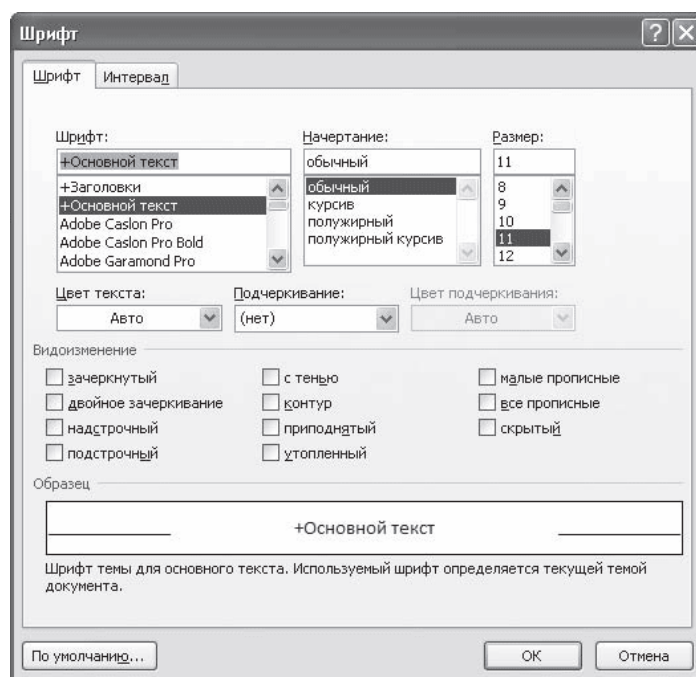 Шрифт
Шрифт Интервал
Шрифт: Начертание: Размер:
+Основной текст обычный 11
+Заголовки обычный 8
+Основной текст курсив 9
Adobe Caslon Pro полужирный 10
Adobe Caslon Pro Bold полужирный курсив 11
Adobe Garamond Pro 12
Цвет текста: Подчеркивание: Цвет подчеркивания:
Авто (нет) Авто
Видоизменение
зачеркнутый с тенью малые прописные
двойное зачеркивание контур все прописные
надстрочный приподнятый скрытый
подстрочный утопленный
Образец
+Основной текст
Шрифт темы для основного текста. Используемый шрифт определяется текущей темой
документа.
По умолчанию... ОК Отмена